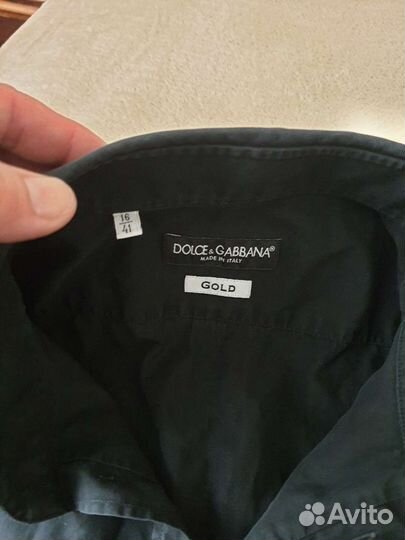 16
41
DOLCE & GABBANA®
MADE IN ITALY
GOLD
Avito